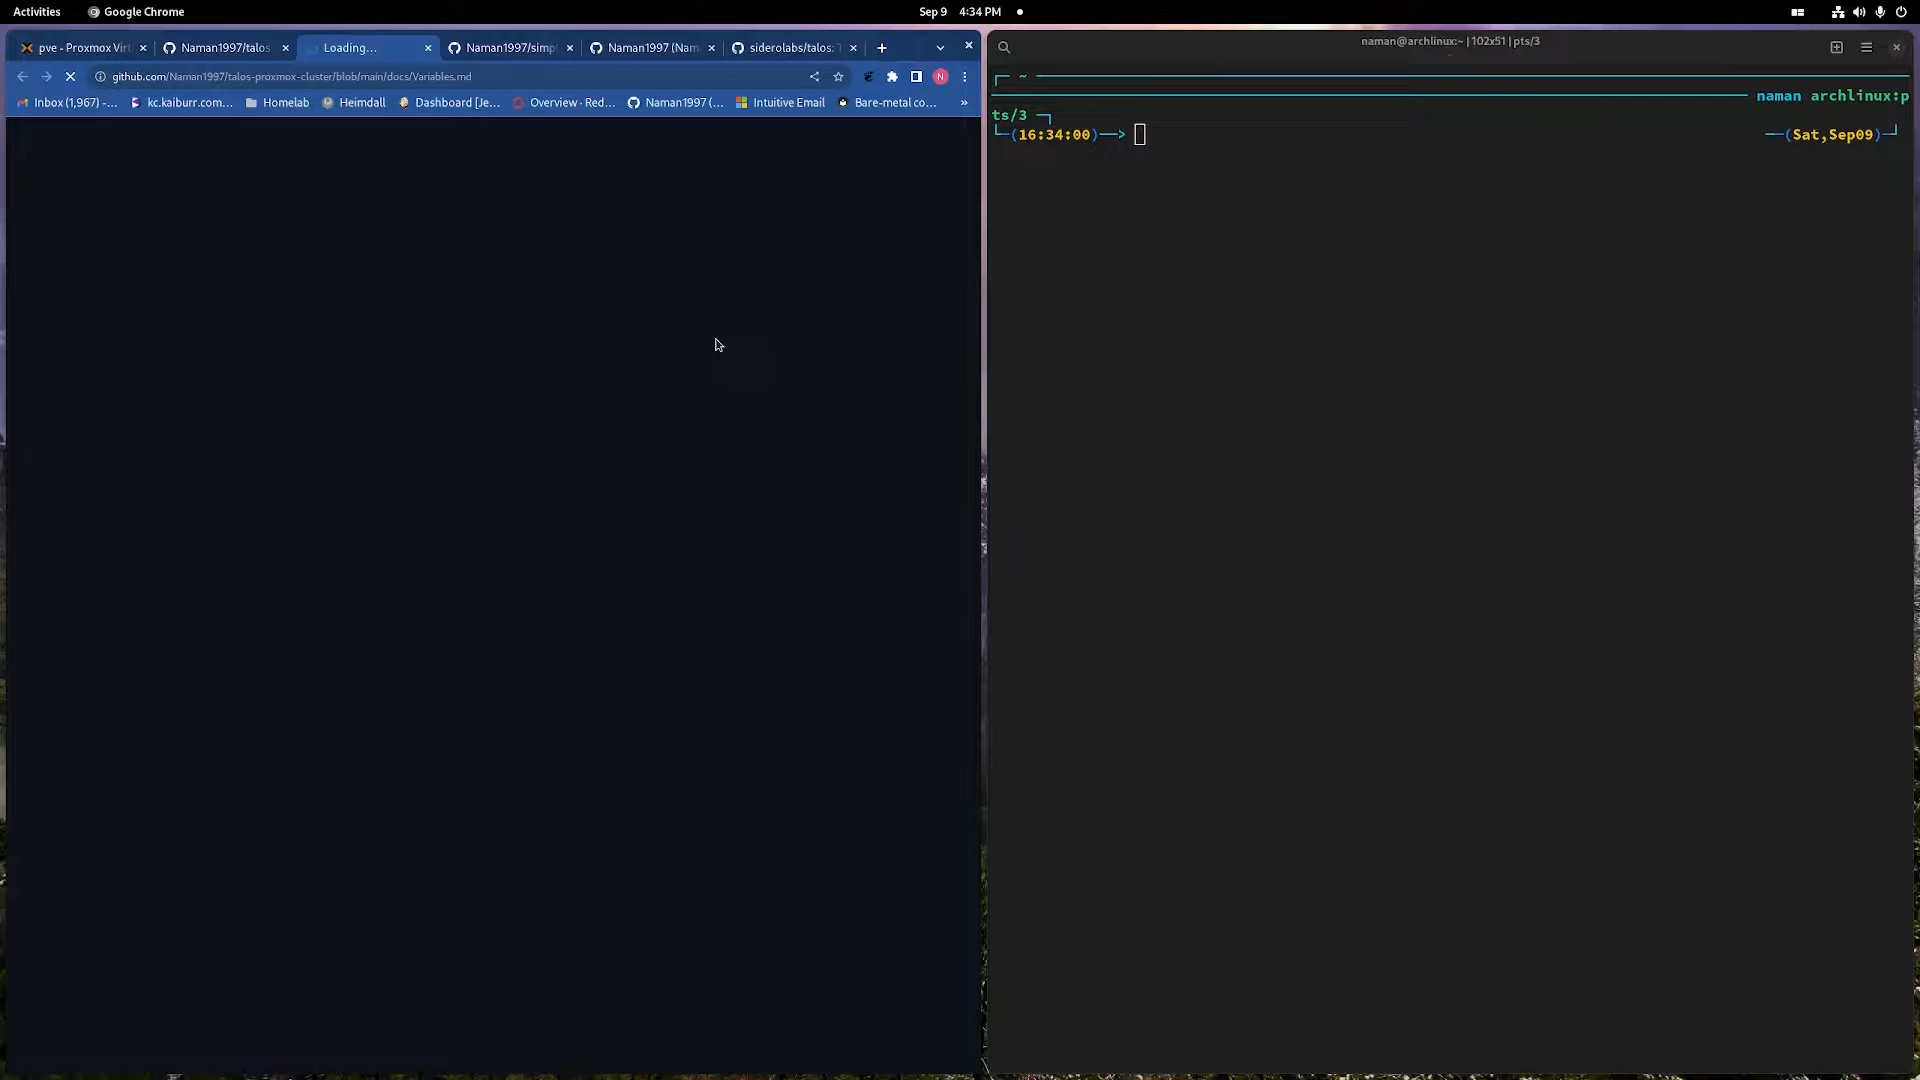 Activities Google Chrome Sep 9 4:34 PM
pve - Proxmox Virt Naman1997/talos Loading... Naman1997/simp Naman1997 (Nam siderolabs/talos: T
github.com/Naman1997/talos-proxmox-cluster/blob/main/docs/Variables.md N
Inbox (1,967) -... kc.kaiburr.com... Homelab Heimdall Dashboard [Je... Overview · Red... Naman1997 (... Intuitive Email Bare-metal co... »
naman@archlinux:~ | 102x51 | pts/3
~
naman archlinux:p
ts/3
(16:34:00)──> (Sat,Sep09)